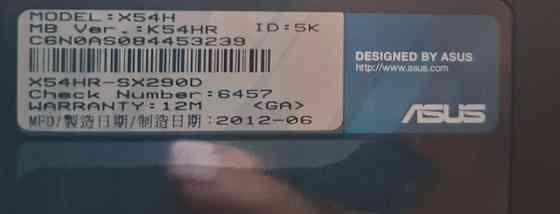 MODEL:X54H
MB Ver.:K54HR ID:5K
C6N0AS084453239
X54HR-SX290D
Check Number:6457
WARRANTY:12M <GA>
MFD/製造日期/制造日期:2012-06
DESIGNED BY ASUS
http://www.asus.com
ASUS